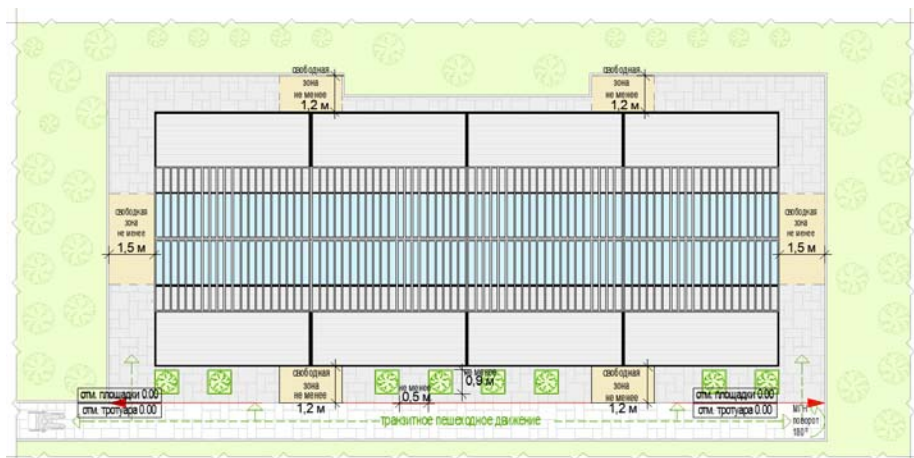 свободная
зона
не менее
1,2 м
свободная
зона
не менее
1,2 м
свободная
зона
не менее
1,5 м
свободная
зона
не менее
1,5 м
свободная
зона
не менее
1,2 м
не менее
0,5 м
не менее
0,9 м
свободная
зона
не менее
1,2 м
отм. площадки 0.00
отм. тротуара 0.00
отм. площадки 0.00
отм. тротуара 0.00
транзитное пешеходное движение
МГН
поворот
180°